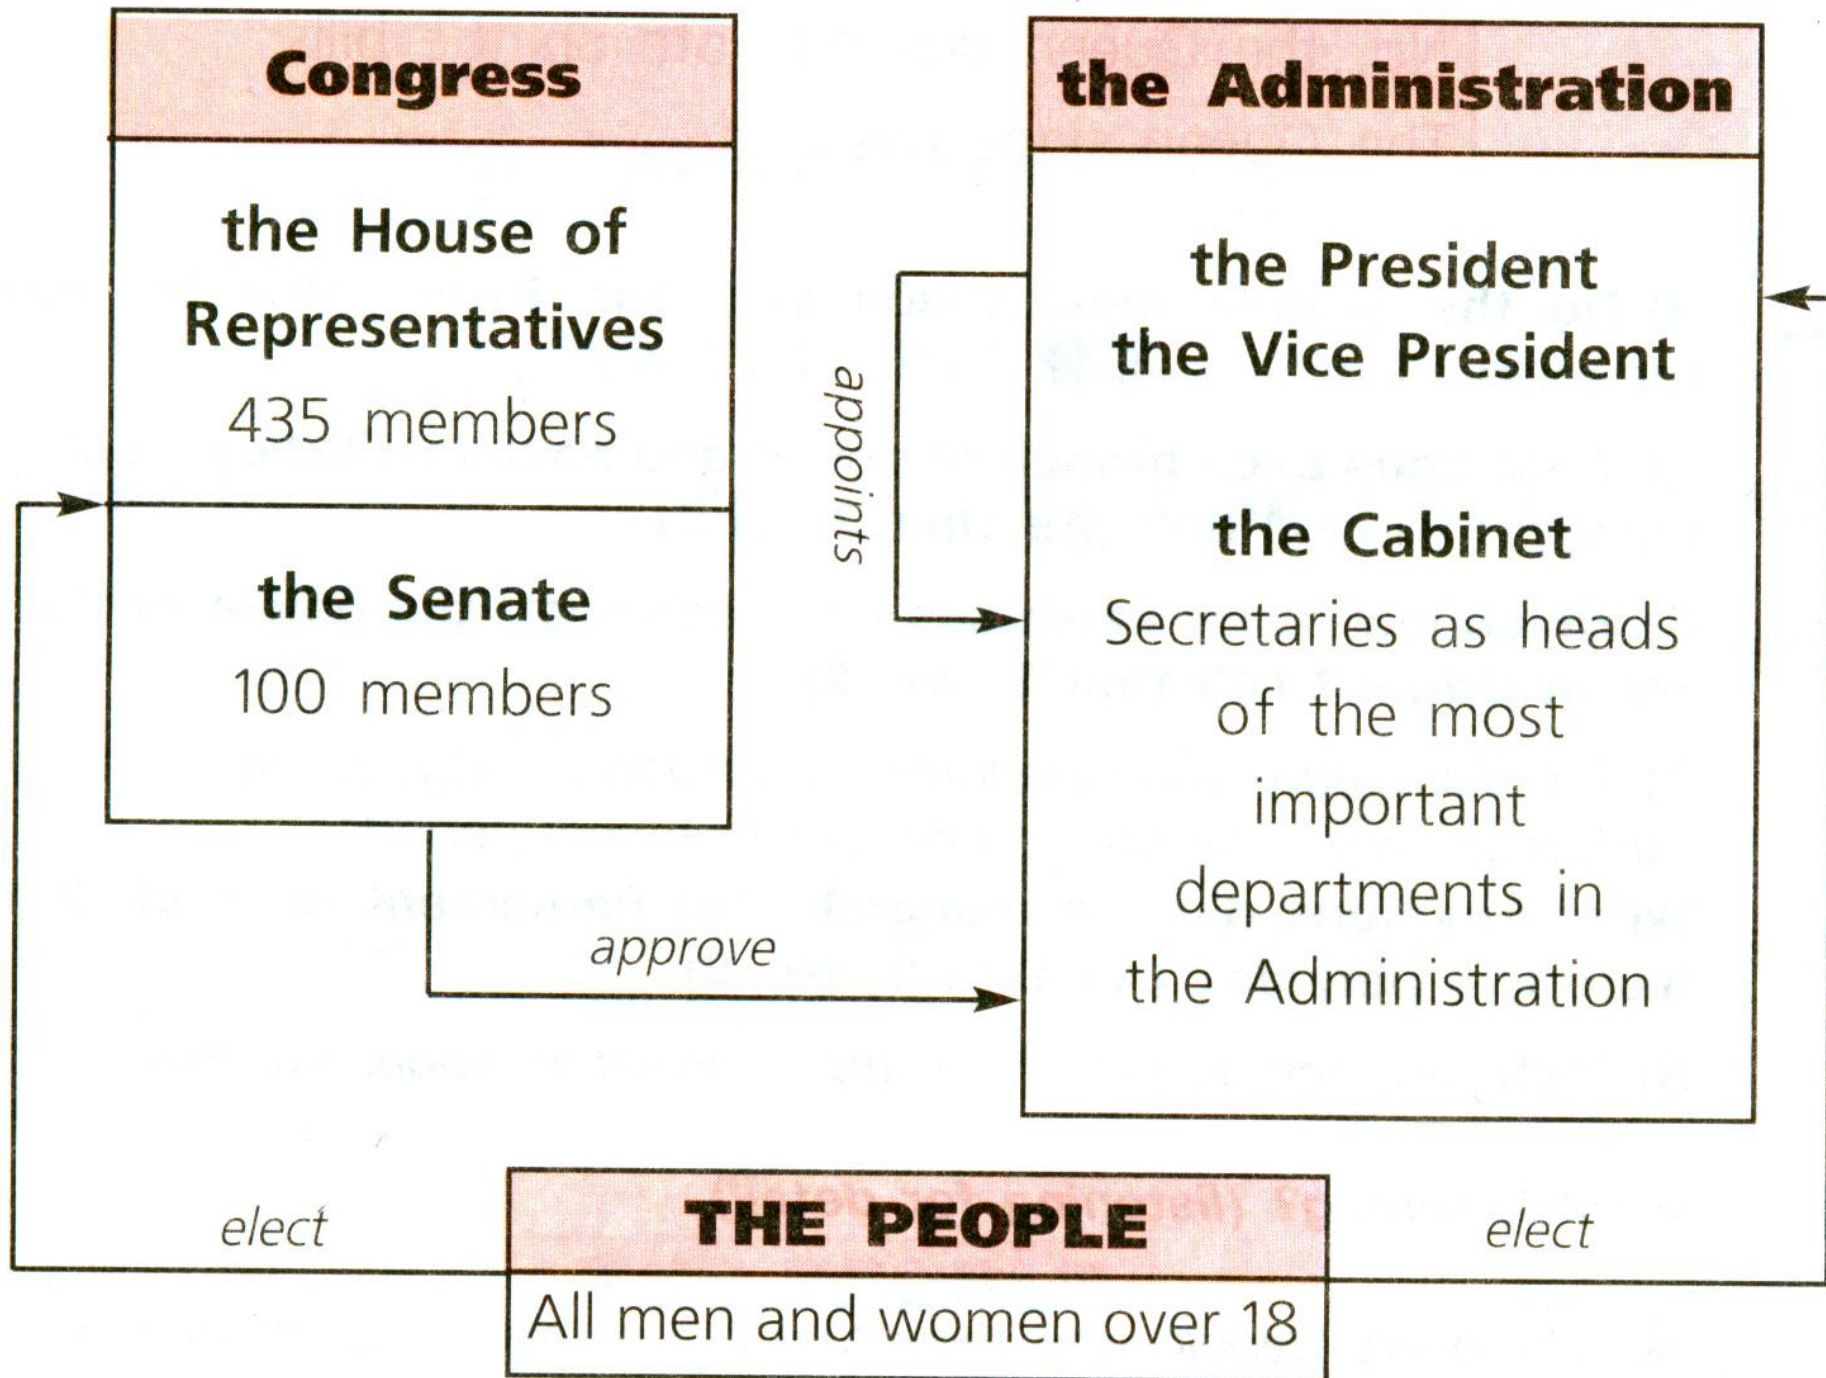 Congress
the House of
Representatives
435 members
the Senate
100 members
the Administration
the President
the Vice President
the Cabinet
Secretaries as heads
of the most
important
departments in
the Administration
appoints
approve
elect
elect
THE PEOPLE
All men and women over 18